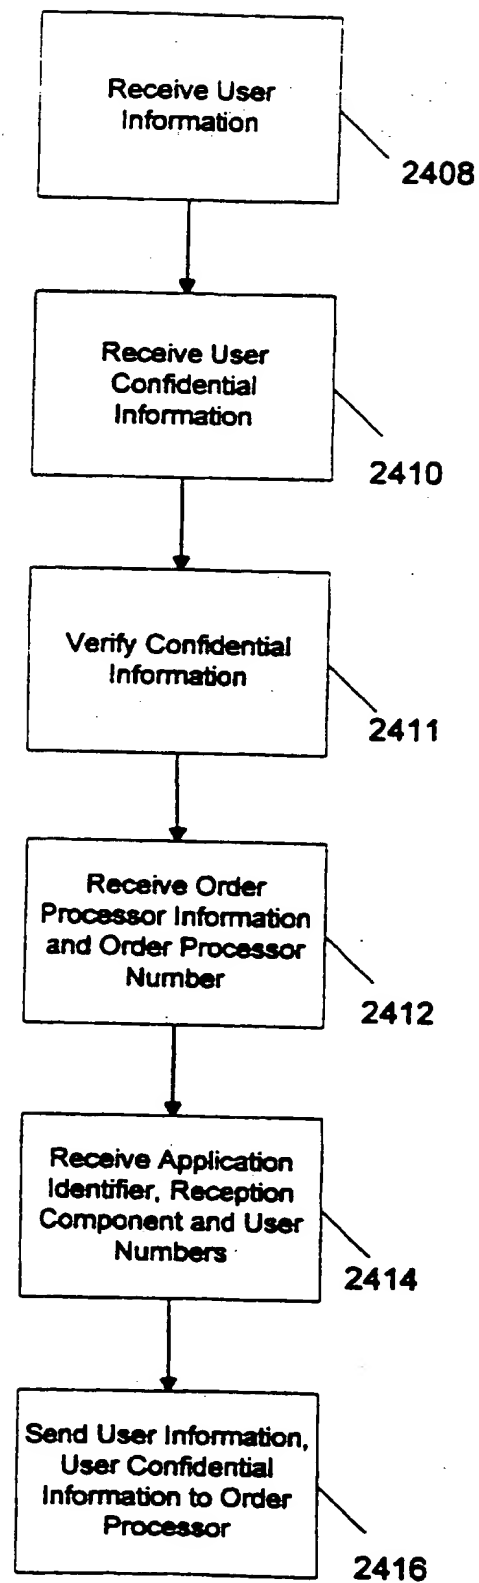 Receive User
Information
2408
Receive User
Confidential
Information
2410
Verify Confidential
Information
2411
Receive Order
Processor Information
and Order Processor
Number
2412
Receive Application
Identifier, Reception
Component and User
Numbers
2414
Send User Information,
User Confidential
Information to Order
Processor
2416